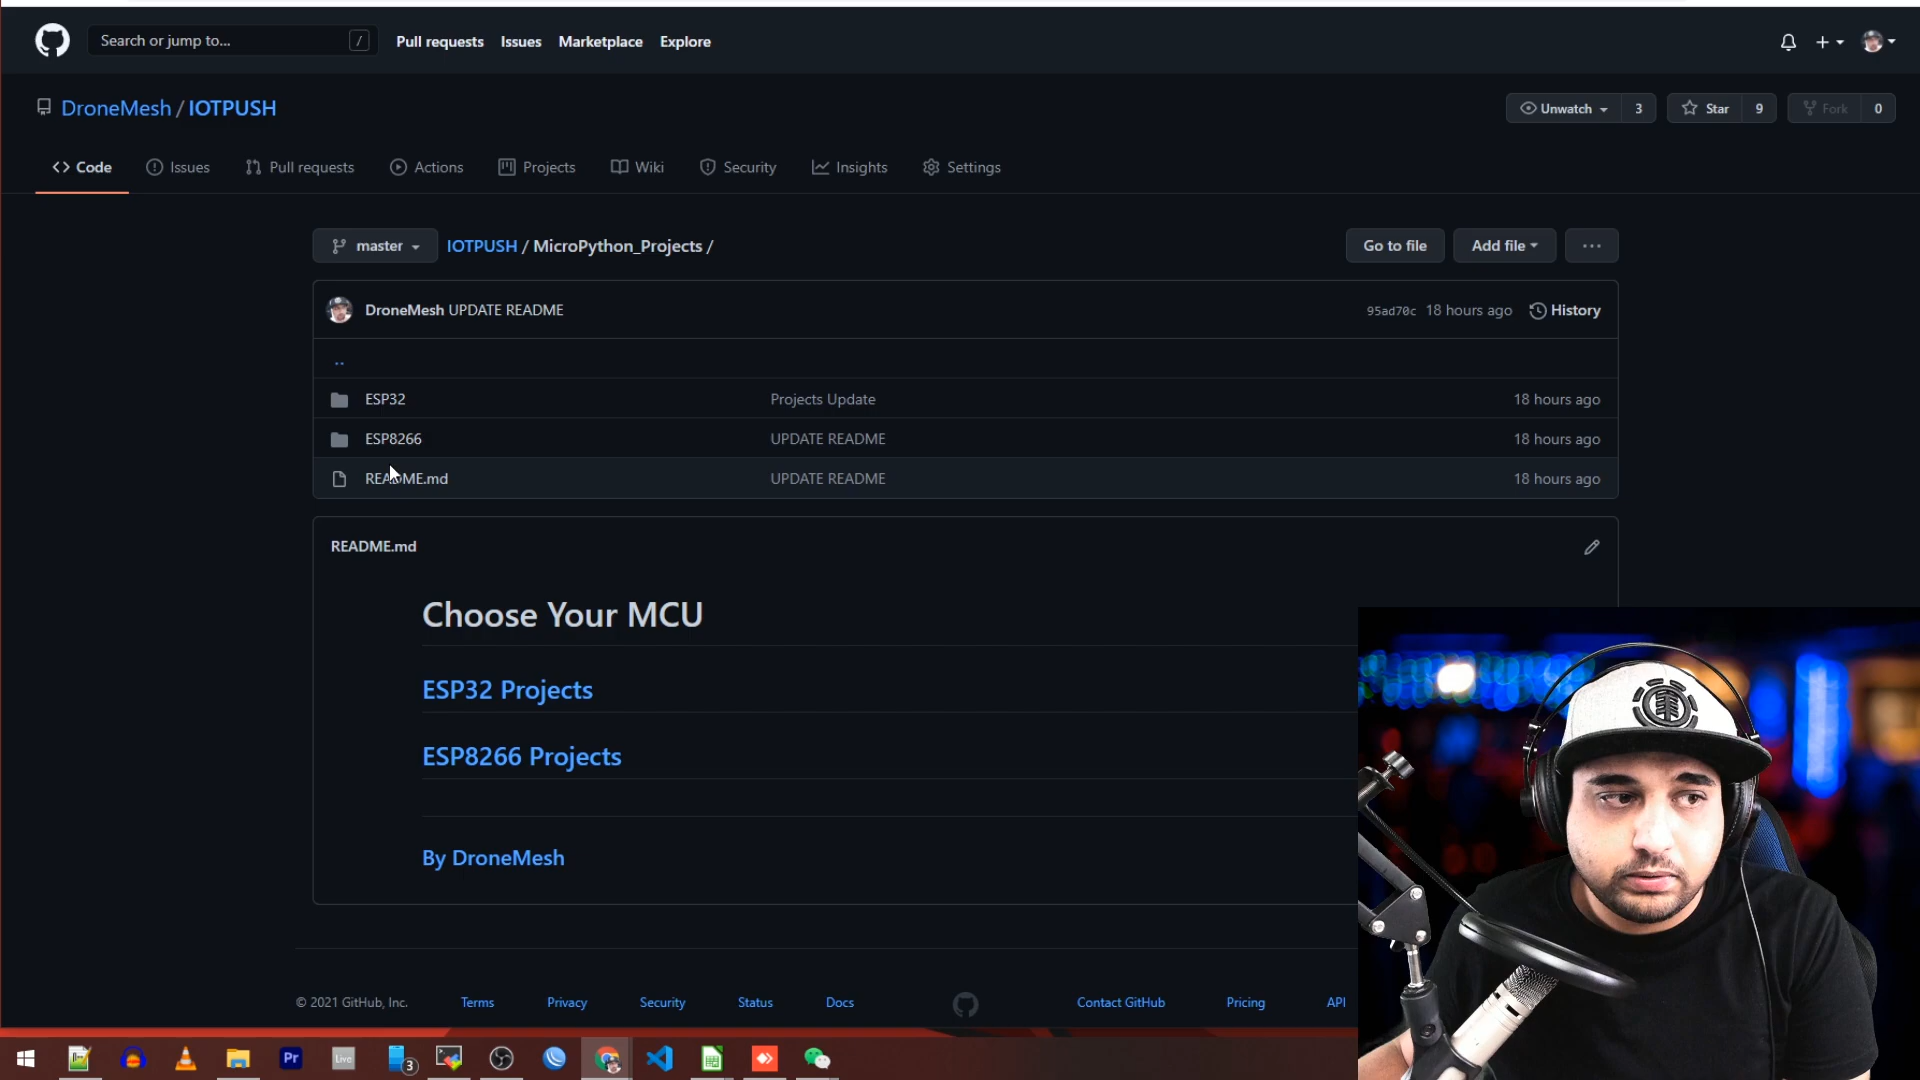 Search or jump to... /
Pull requests Issues Marketplace Explore
DroneMesh / IOTPUSH
Unwatch 3 Star 9 Fork 0
Code Issues Pull requests Actions Projects Wiki Security Insights Settings
master IOTPUSH / MicroPython_Projects /
Go to file Add file ...
DroneMesh UPDATE README
95ad70c 18 hours ago History
..
ESP32 Projects Update 18 hours ago
ESP8266 UPDATE README 18 hours ago
README.md UPDATE README 18 hours ago
README.md
Choose Your MCU
ESP32 Projects
ESP8266 Projects
By DroneMesh
© 2021 GitHub, Inc. Terms Privacy Security Status Docs Contact GitHub Pricing API
Pr Live 3